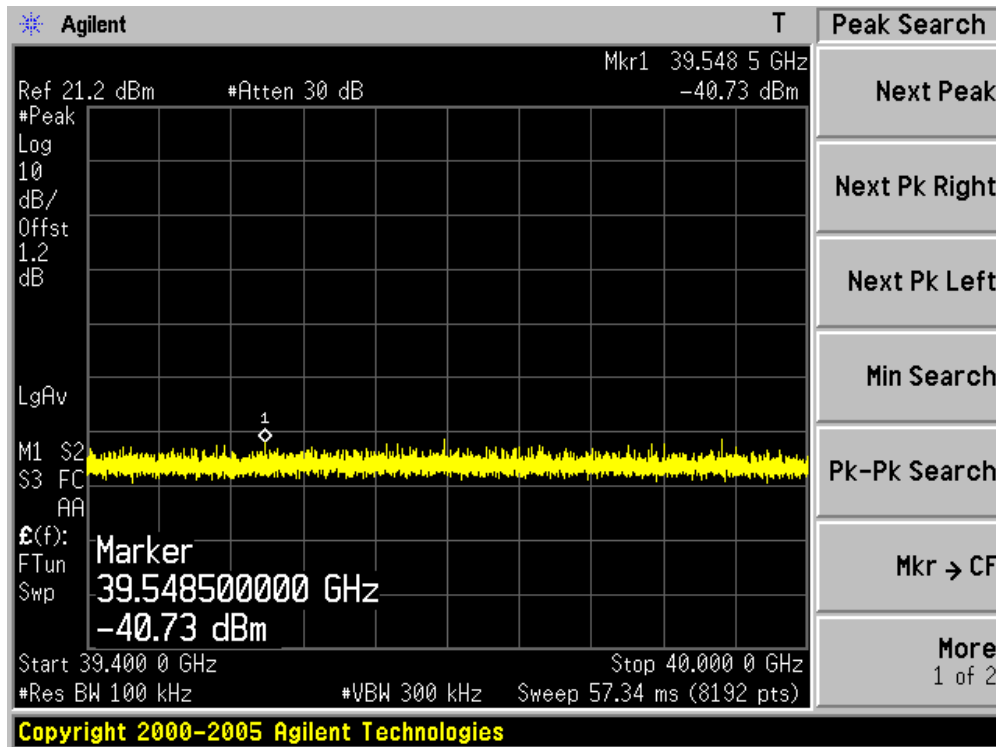 Agilent T Peak Search
Mkr1 39.548 5 GHz
Ref 21.2 dBm #Atten 30 dB -40.73 dBm
#Peak
Log
10
dB/
Offst
1.2
dB
LgAv
1
M1 S2
S3 FC
AA
£(f):
FTun
Swp
Marker
39.548500000 GHz
-40.73 dBm
Start 39.400 0 GHz Stop 40.000 0 GHz
#Res BW 100 kHz #VBW 300 kHz Sweep 57.34 ms (8192 pts)
Copyright 2000-2005 Agilent Technologies
Next Peak
Next Pk Right
Next Pk Left
Min Search
Pk-Pk Search
Mkr → CF
More
1 of 2